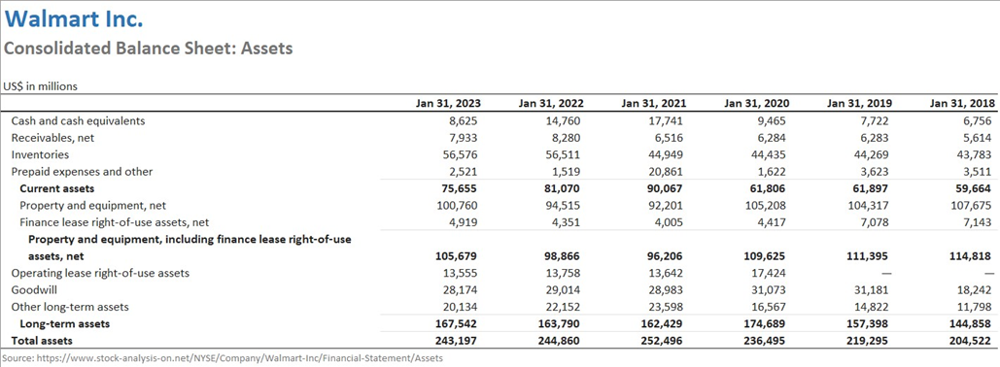 Walmart Inc.
Consolidated Balance Sheet: Assets
US$ in millions
Jan 31, 2023 Jan 31, 2022 Jan 31, 2021 Jan 31, 2020 Jan 31, 2019 Jan 31, 2018
Cash and cash equivalents 8,625 14,760 17,741 9,465 7,722 6,756
Receivables, net 7,933 8,280 6,516 6,284 6,283 5,614
Inventories 56,576 56,511 44,949 44,435 44,269 43,783
Prepaid expenses and other 2,521 1,519 20,861 1,622 3,623 3,511
Current assets 75,655 81,070 90,067 61,806 61,897 59,664
Property and equipment, net 100,760 94,515 92,201 105,208 104,317 107,675
Finance lease right-of-use assets, net 4,919 4,351 4,005 4,417 7,078 7,143
Property and equipment, including finance lease right-of-use
assets, net 105,679 98,866 96,206 109,625 111,395 114,818
Operating lease right-of-use assets 13,555 13,758 13,642 17,424 — —
Goodwill 28,174 29,014 28,983 31,073 31,181 18,242
Other long-term assets 20,134 22,152 23,598 16,567 14,822 11,798
Long-term assets 167,542 163,790 162,429 174,689 157,398 144,858
Total assets 243,197 244,860 252,496 236,495 219,295 204,522
Source: https://www.stock-analysis-on.net/NYSE/Company/Walmart-Inc/Financial-Statement/Assets